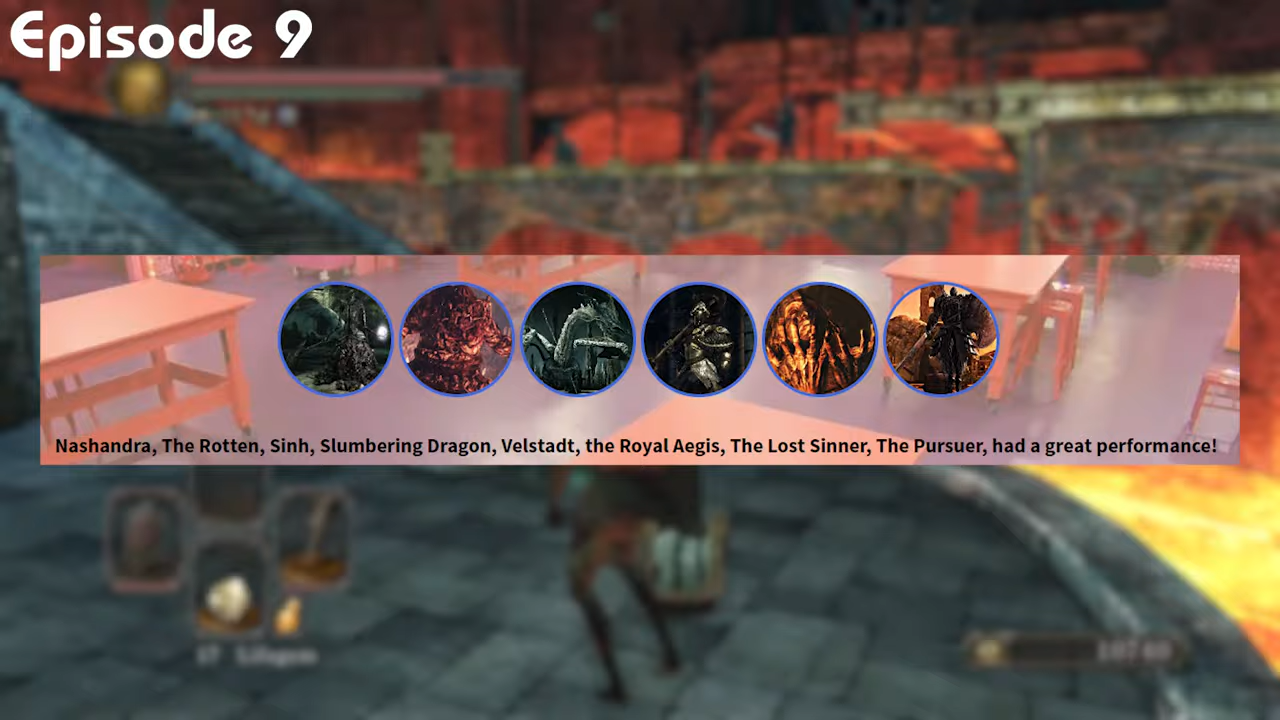 Episode 9
Nashandra, The Rotten, Sinh, Slumbering Dragon, Velstadt, the Royal Aegis, The Lost Sinner, The Pursuer, had a great performance!